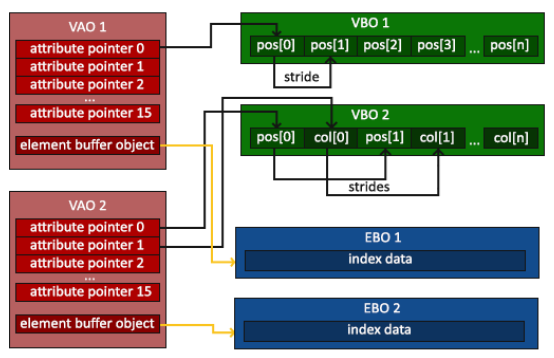 VAO 1
attribute pointer 0
attribute pointer 1
attribute pointer 2
...
attribute pointer 15
element buffer object
VBO 1
pos[0] pos[1] pos[2] pos[3] ... pos[n]
stride
VBO 2
pos[0] col[0] pos[1] col[1] ... col[n]
strides
VAO 2
attribute pointer 0
attribute pointer 1
attribute pointer 2
...
attribute pointer 15
element buffer object
EBO 1
index data
EBO 2
index data